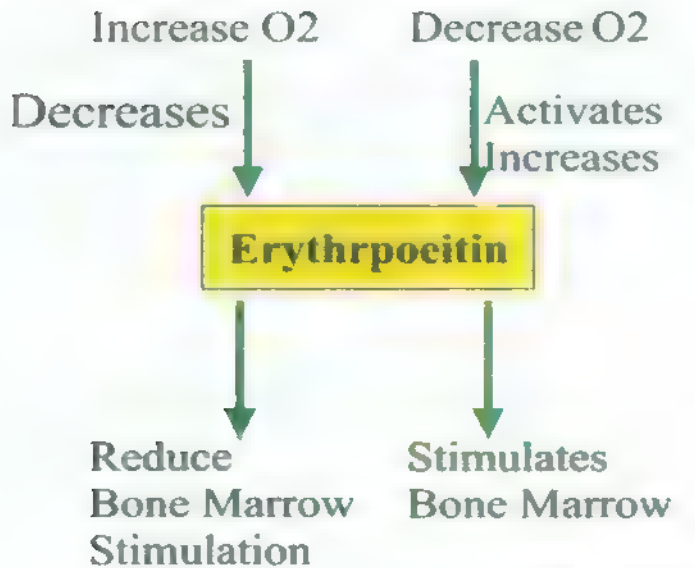 Increase O2
Decrease O2
Decreases
Activates
Increases
Erythrpoeitin
Reduce
Bone Marrow
Stimulation
Stimulates
Bone Marrow